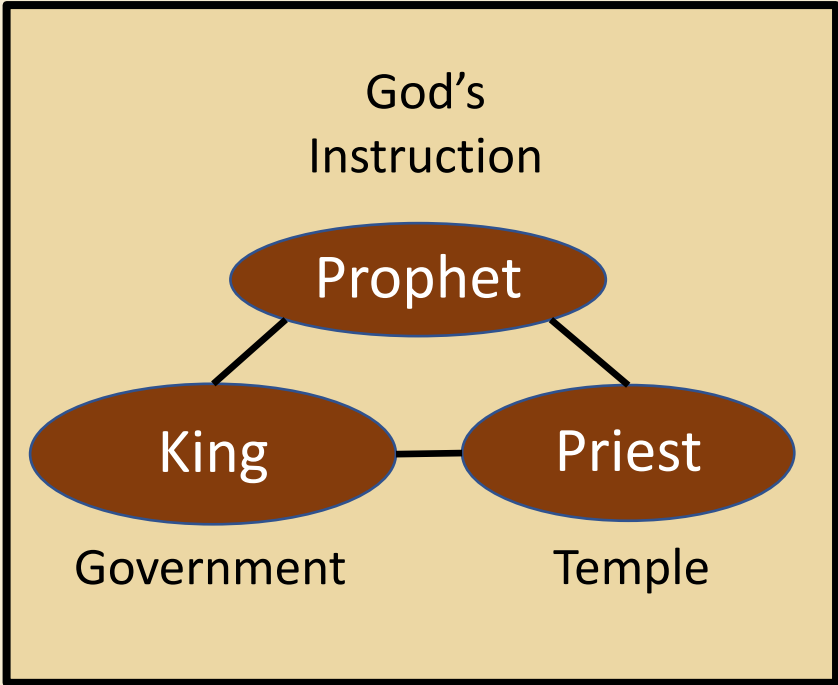 God’s
Instruction
Prophet
King
Priest
Government
Temple